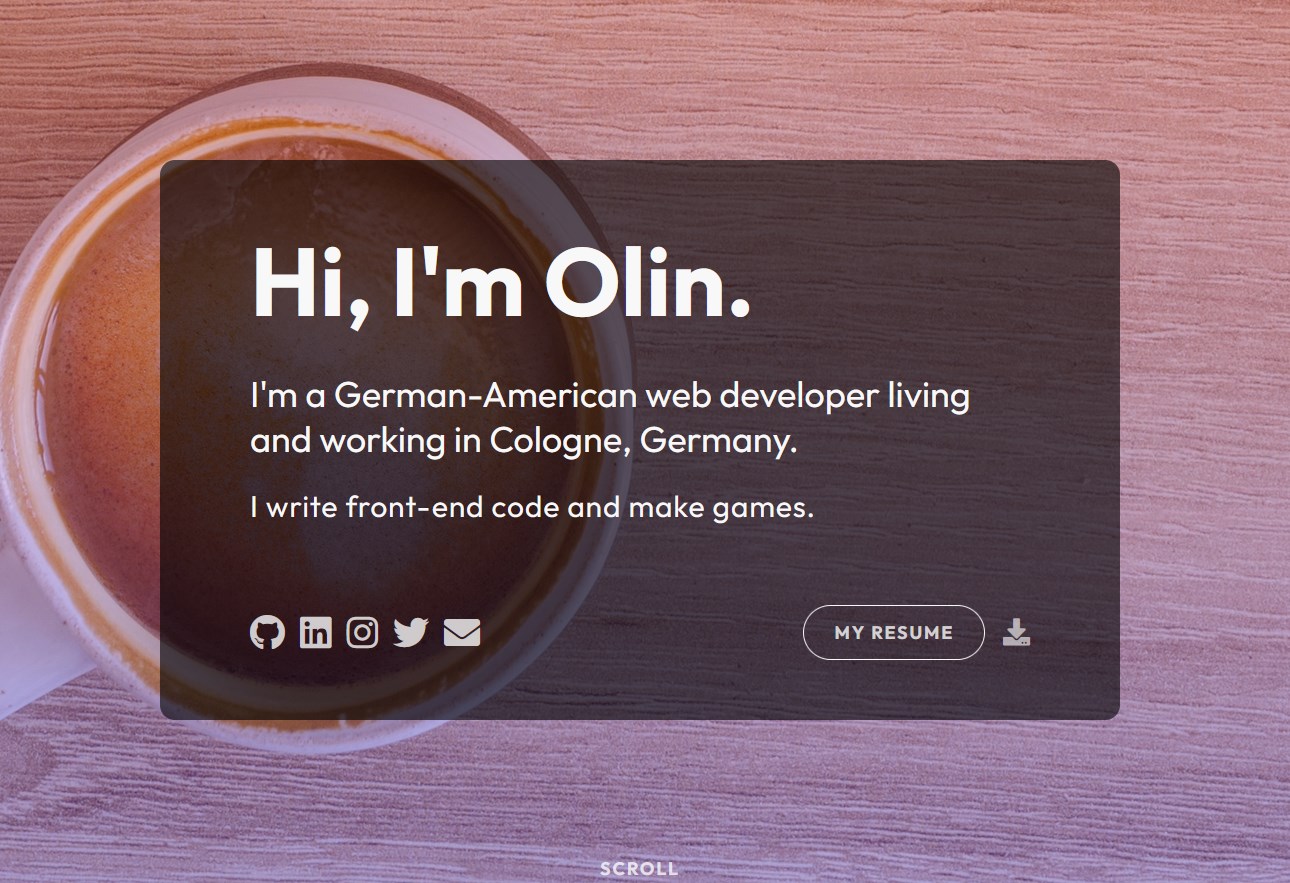 Hi, I'm Olin.
I'm a German-American web developer living
and working in Cologne, Germany.
I write front-end code and make games.
MY RESUME
SCROLL